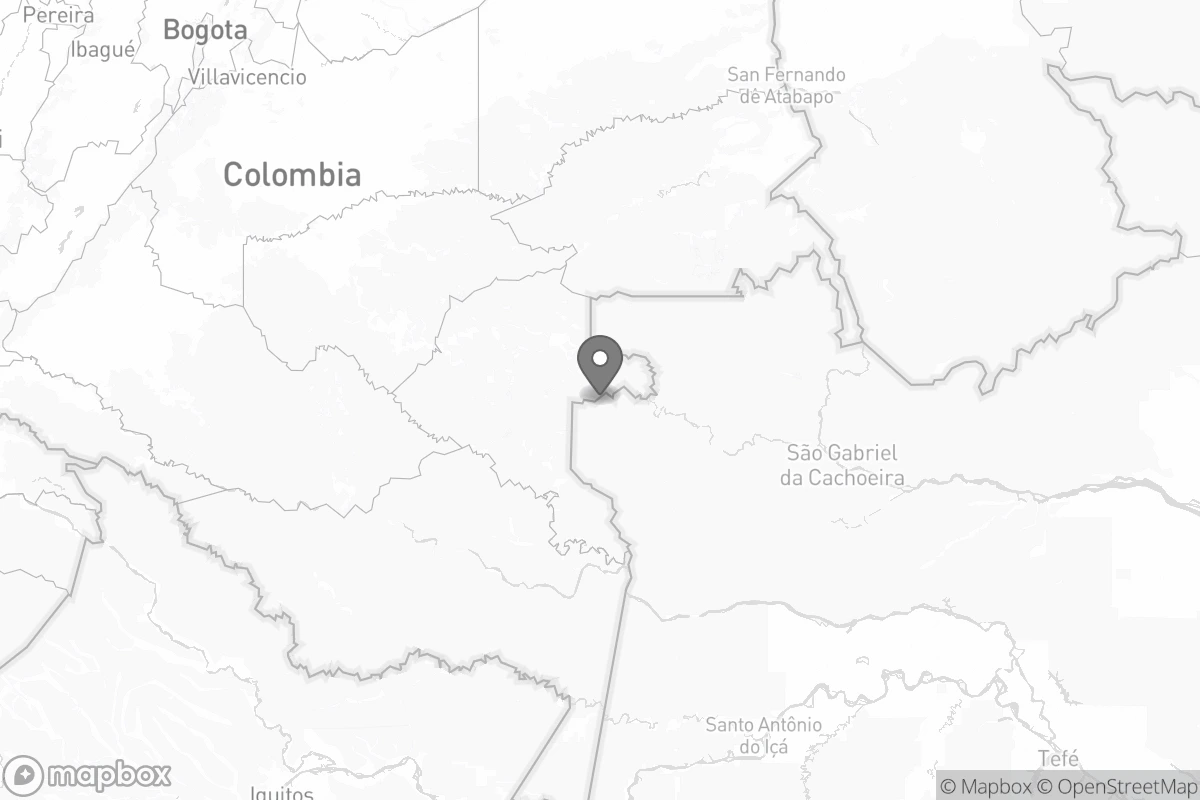 Pereira
Bogota
Ibagué
Villavicencio
San Fernando
de Atabapo
Colombia
São Gabriel
da Cachoeira
Santo Antônio
do Içá
Tefé
Iquitos
mapbox
© Mapbox © OpenStreetMap